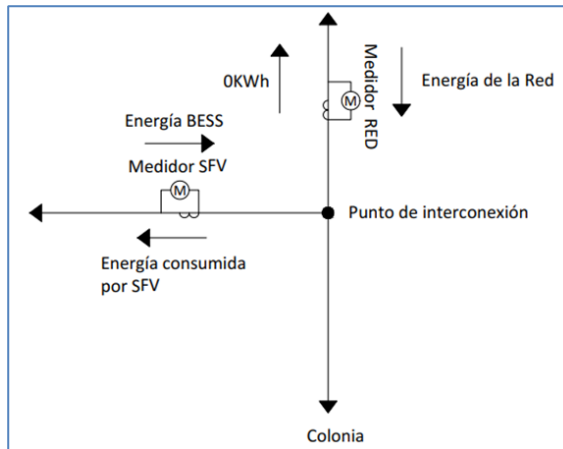 0KWh
Medidor
RED
M
Energía de la Red
Energía BESS
Medidor SFV
M
Punto de interconexión
Energía consumida
por SFV
Colonia